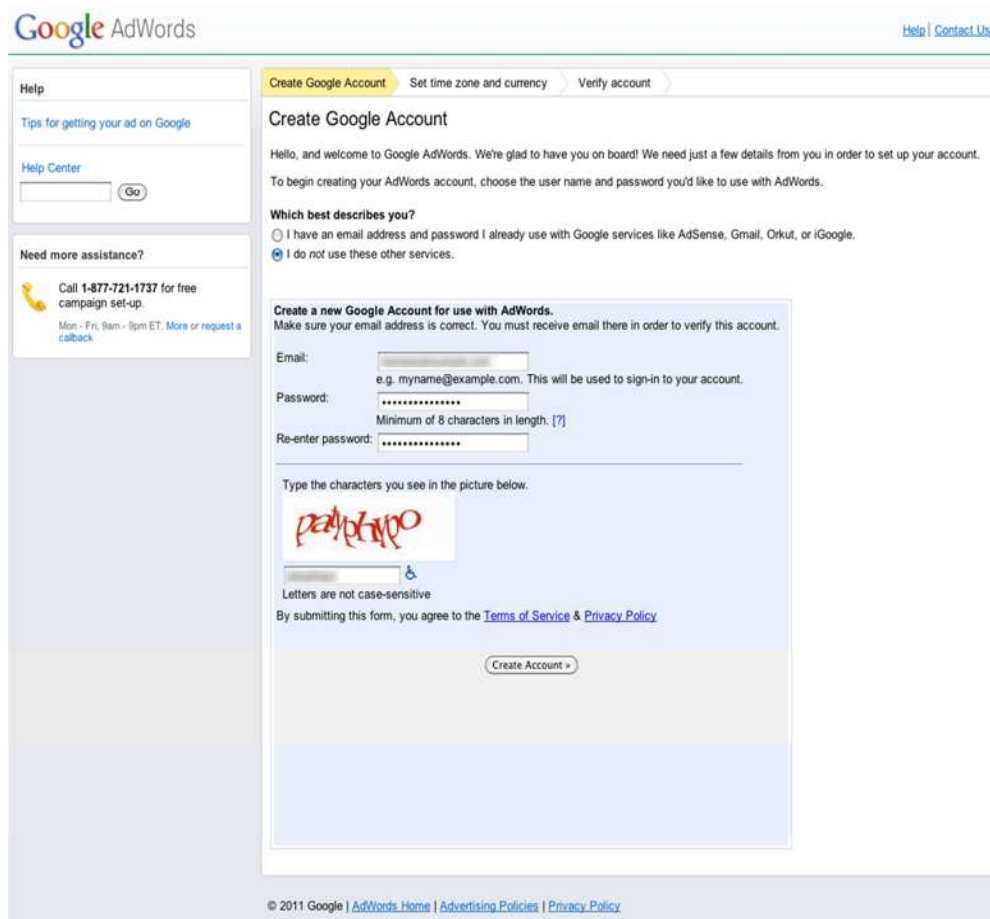 Google AdWords
Help | Contact Us
Help
Tips for getting your ad on Google
Help Center
Go
Need more assistance?
Call 1-877-721-1737 for free
campaign set-up.
Mon - Fri, 9am - 9pm ET. More or request a
callback
Create Google Account
Set time zone and currency
Verify account
Create Google Account
Hello, and welcome to Google AdWords. We're glad to have you on board! We need just a few details from you in order to set up your account.
To begin creating your AdWords account, choose the user name and password you'd like to use with AdWords.
Which best describes you?
I have an email address and password I already use with Google services like AdSense, Gmail, Orkut, or iGoogle.
I do not use these other services.
Create a new Google Account for use with AdWords.
Make sure your email address is correct. You must receive email there in order to verify this account.
Email:
e.g. myname@example.com. This will be used to sign-in to your account.
Password: •••••••••••••••
Minimum of 8 characters in length. [?]
Re-enter password: •••••••••••••••
Type the characters you see in the picture below.
Letters are not case-sensitive
By submitting this form, you agree to the Terms of Service & Privacy Policy
Create Account »
© 2011 Google | AdWords Home | Advertising Policies | Privacy Policy